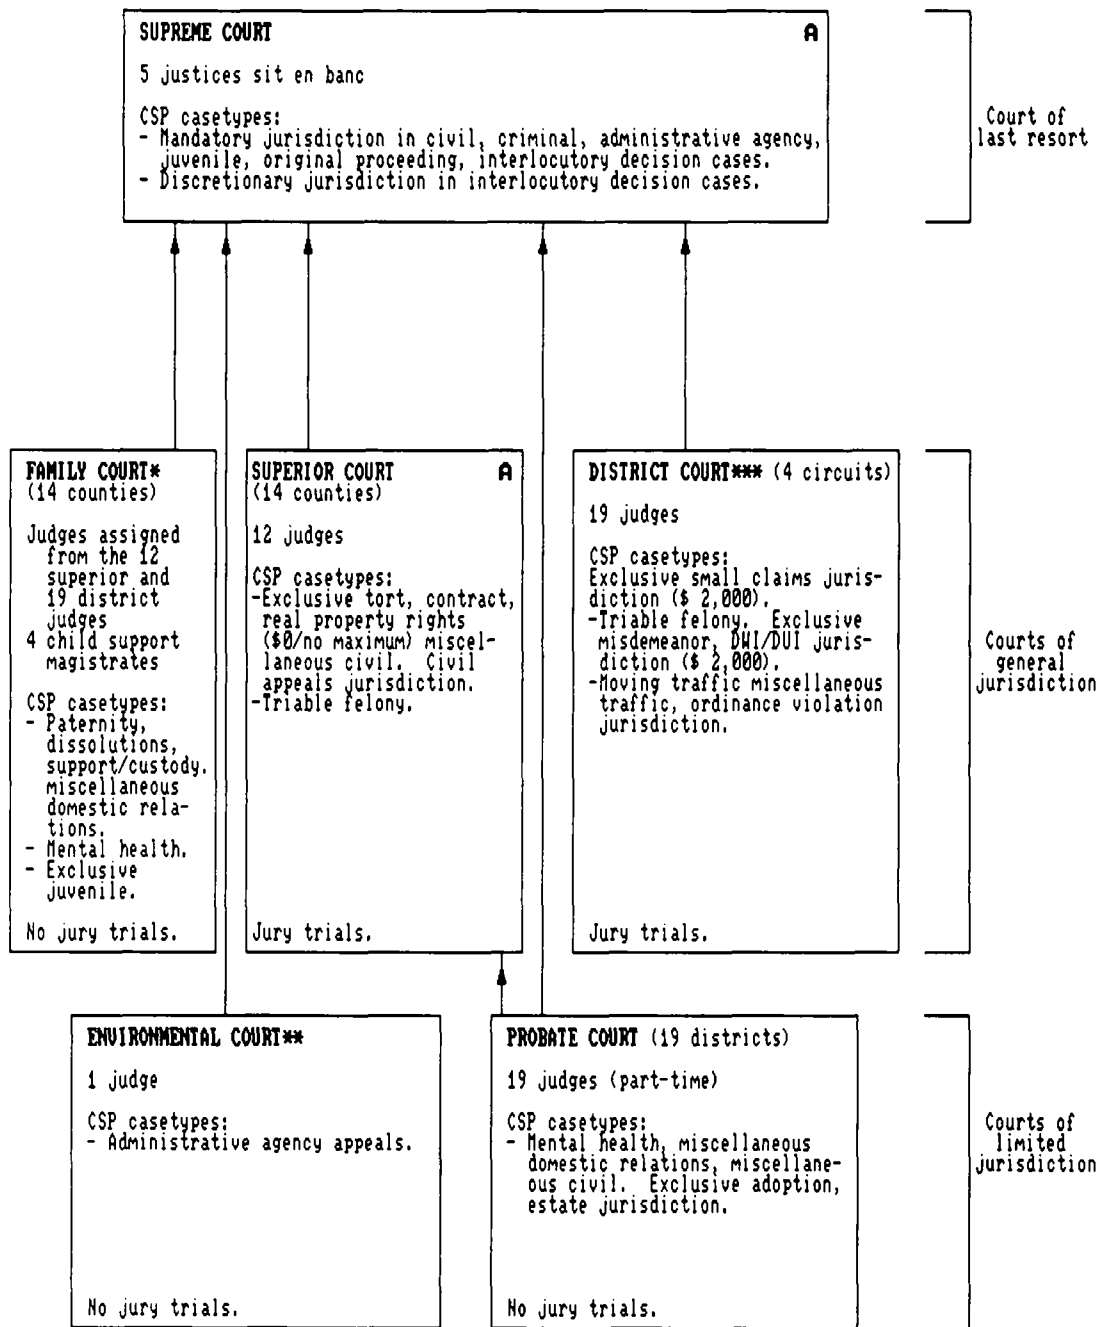 SUPREME COURT A
5 justices sit en banc
CSP casetypes:
- Mandatory jurisdiction in civil, criminal, administrative agency,
juvenile, original proceeding, interlocutory decision cases.
- Discretionary jurisdiction in interlocutory decision cases.
Court of
last resort
FAMILY COURT*
(14 counties)
Judges assigned
from the 12
superior and
19 district
judges
4 child support
magistrates
CSP casetypes:
- Paternity,
dissolutions,
support/custody.
miscellaneous
domestic rela-
tions.
- Mental health.
- Exclusive
juvenile.
No jury trials.
SUPERIOR COURT A
(14 counties)
12 judges
CSP casetypes:
-Exclusive tort, contract,
real property rights
($0/no maximum) miscel-
laneous civil. Civil
appeals jurisdiction.
-Triable felony.
Jury trials.
DISTRICT COURT*** (4 circuits)
19 judges
CSP casetypes:
Exclusive small claims juris-
diction ($ 2,000).
-Triable felony. Exclusive
misdemeanor, DWI/DUI juris-
diction ($ 2,000).
-Moving traffic miscellaneous
traffic, ordinance violation
jurisdiction.
Jury trials.
Courts of
general
jurisdiction
ENVIRONMENTAL COURT**
1 judge
CSP casetypes:
- Administrative agency appeals.
No jury trials.
PROBATE COURT (19 districts)
19 judges (part-time)
CSP casetypes:
- Mental health, miscellaneous
domestic relations, miscellane-
ous civil. Exclusive adoption,
estate jurisdiction.
No jury trials.
Courts of
limited
jurisdiction